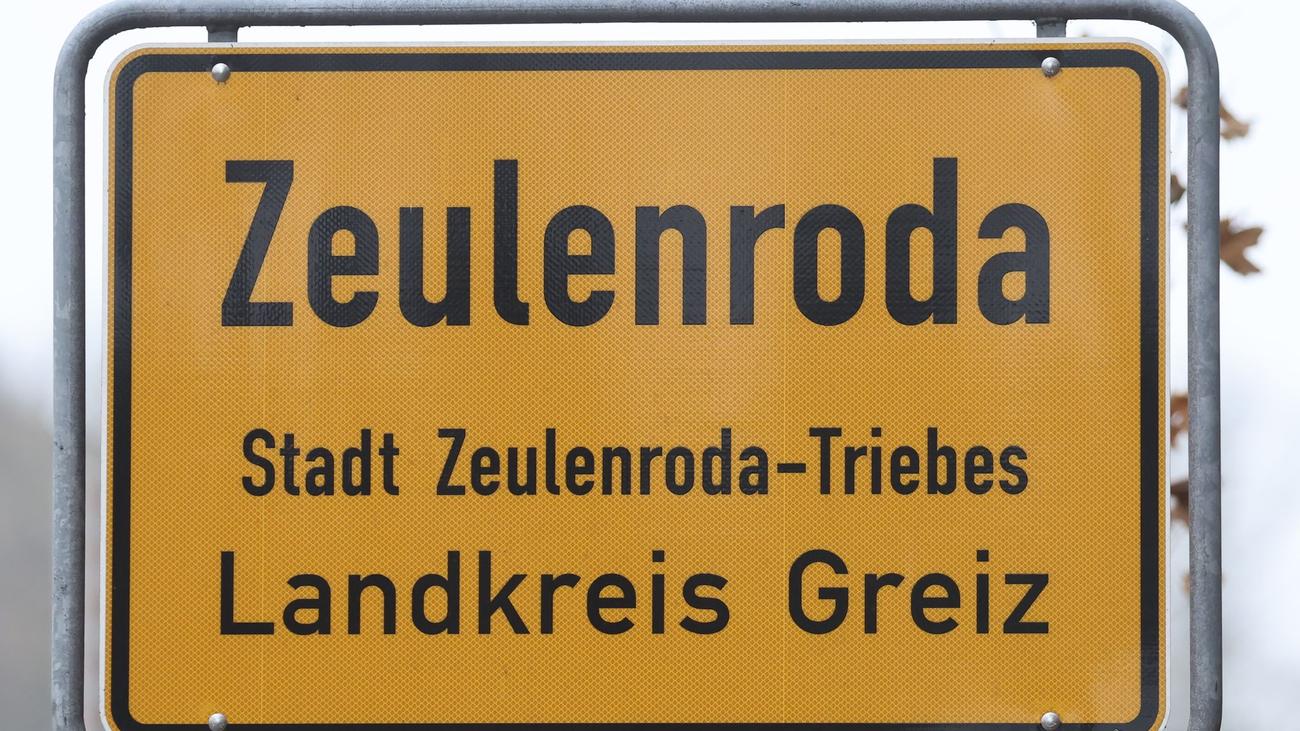 Zeulenroda
Stadt Zeulenroda-Triebes
Landkreis Greiz